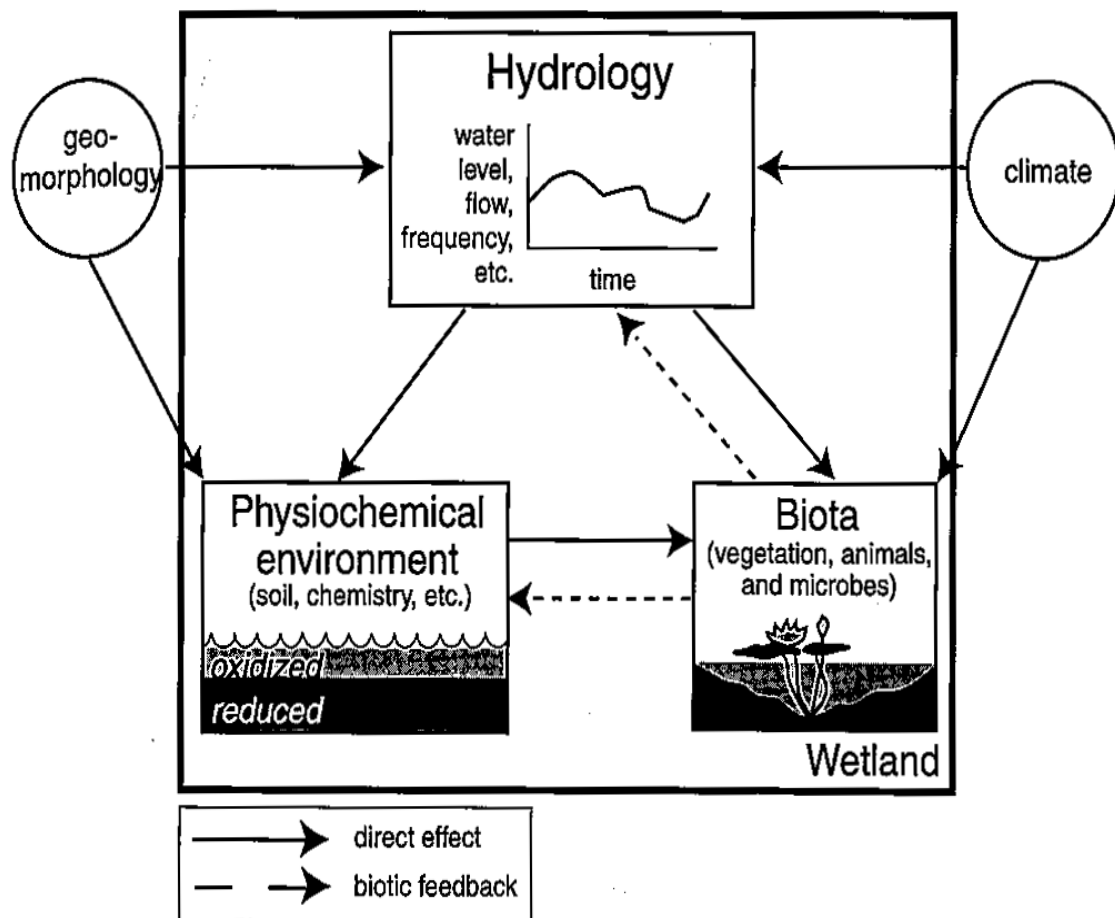 Hydrology
water
level,
flow,
frequency,
etc.
time
geo-
morphology
climate
Physiochemical
environment
(soil, chemistry, etc.)
oxidized
reduced
Biota
(vegetation, animals,
and microbes)
Wetland
direct effect
biotic feedback